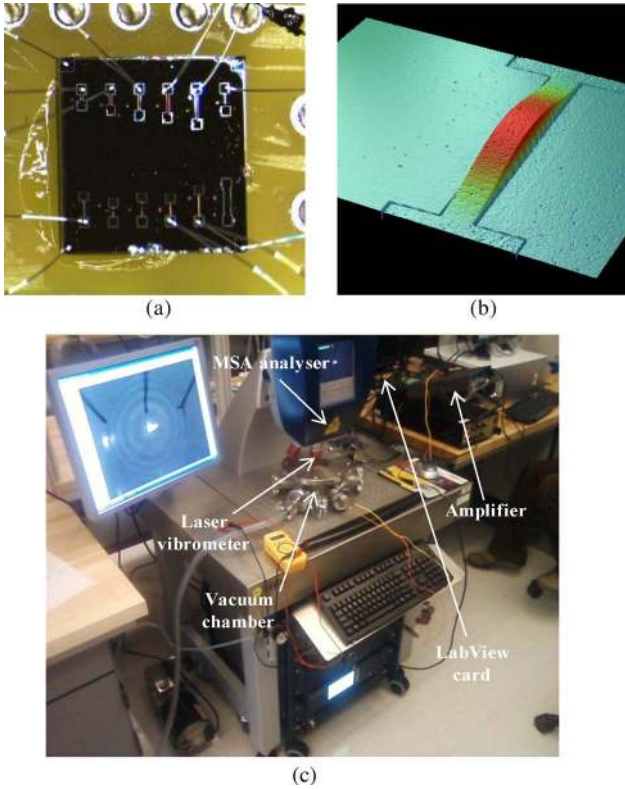 (a)
(b)
MSA analyser
Laser
vibrometer
Vacuum
chamber
Amplifier
LabView
card
(c)